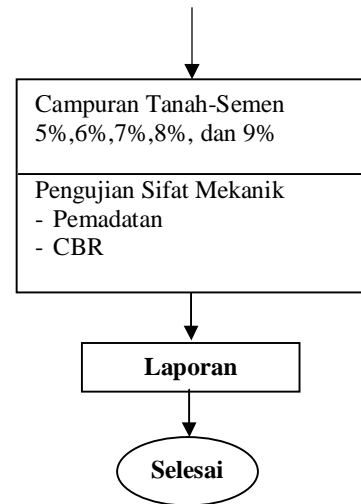 Campuran Tanah-Semen
5%,6%,7%,8%, dan 9%
Pengujian Sifat Mekanik
- Pemadatan
- CBR
Laporan
Selesai